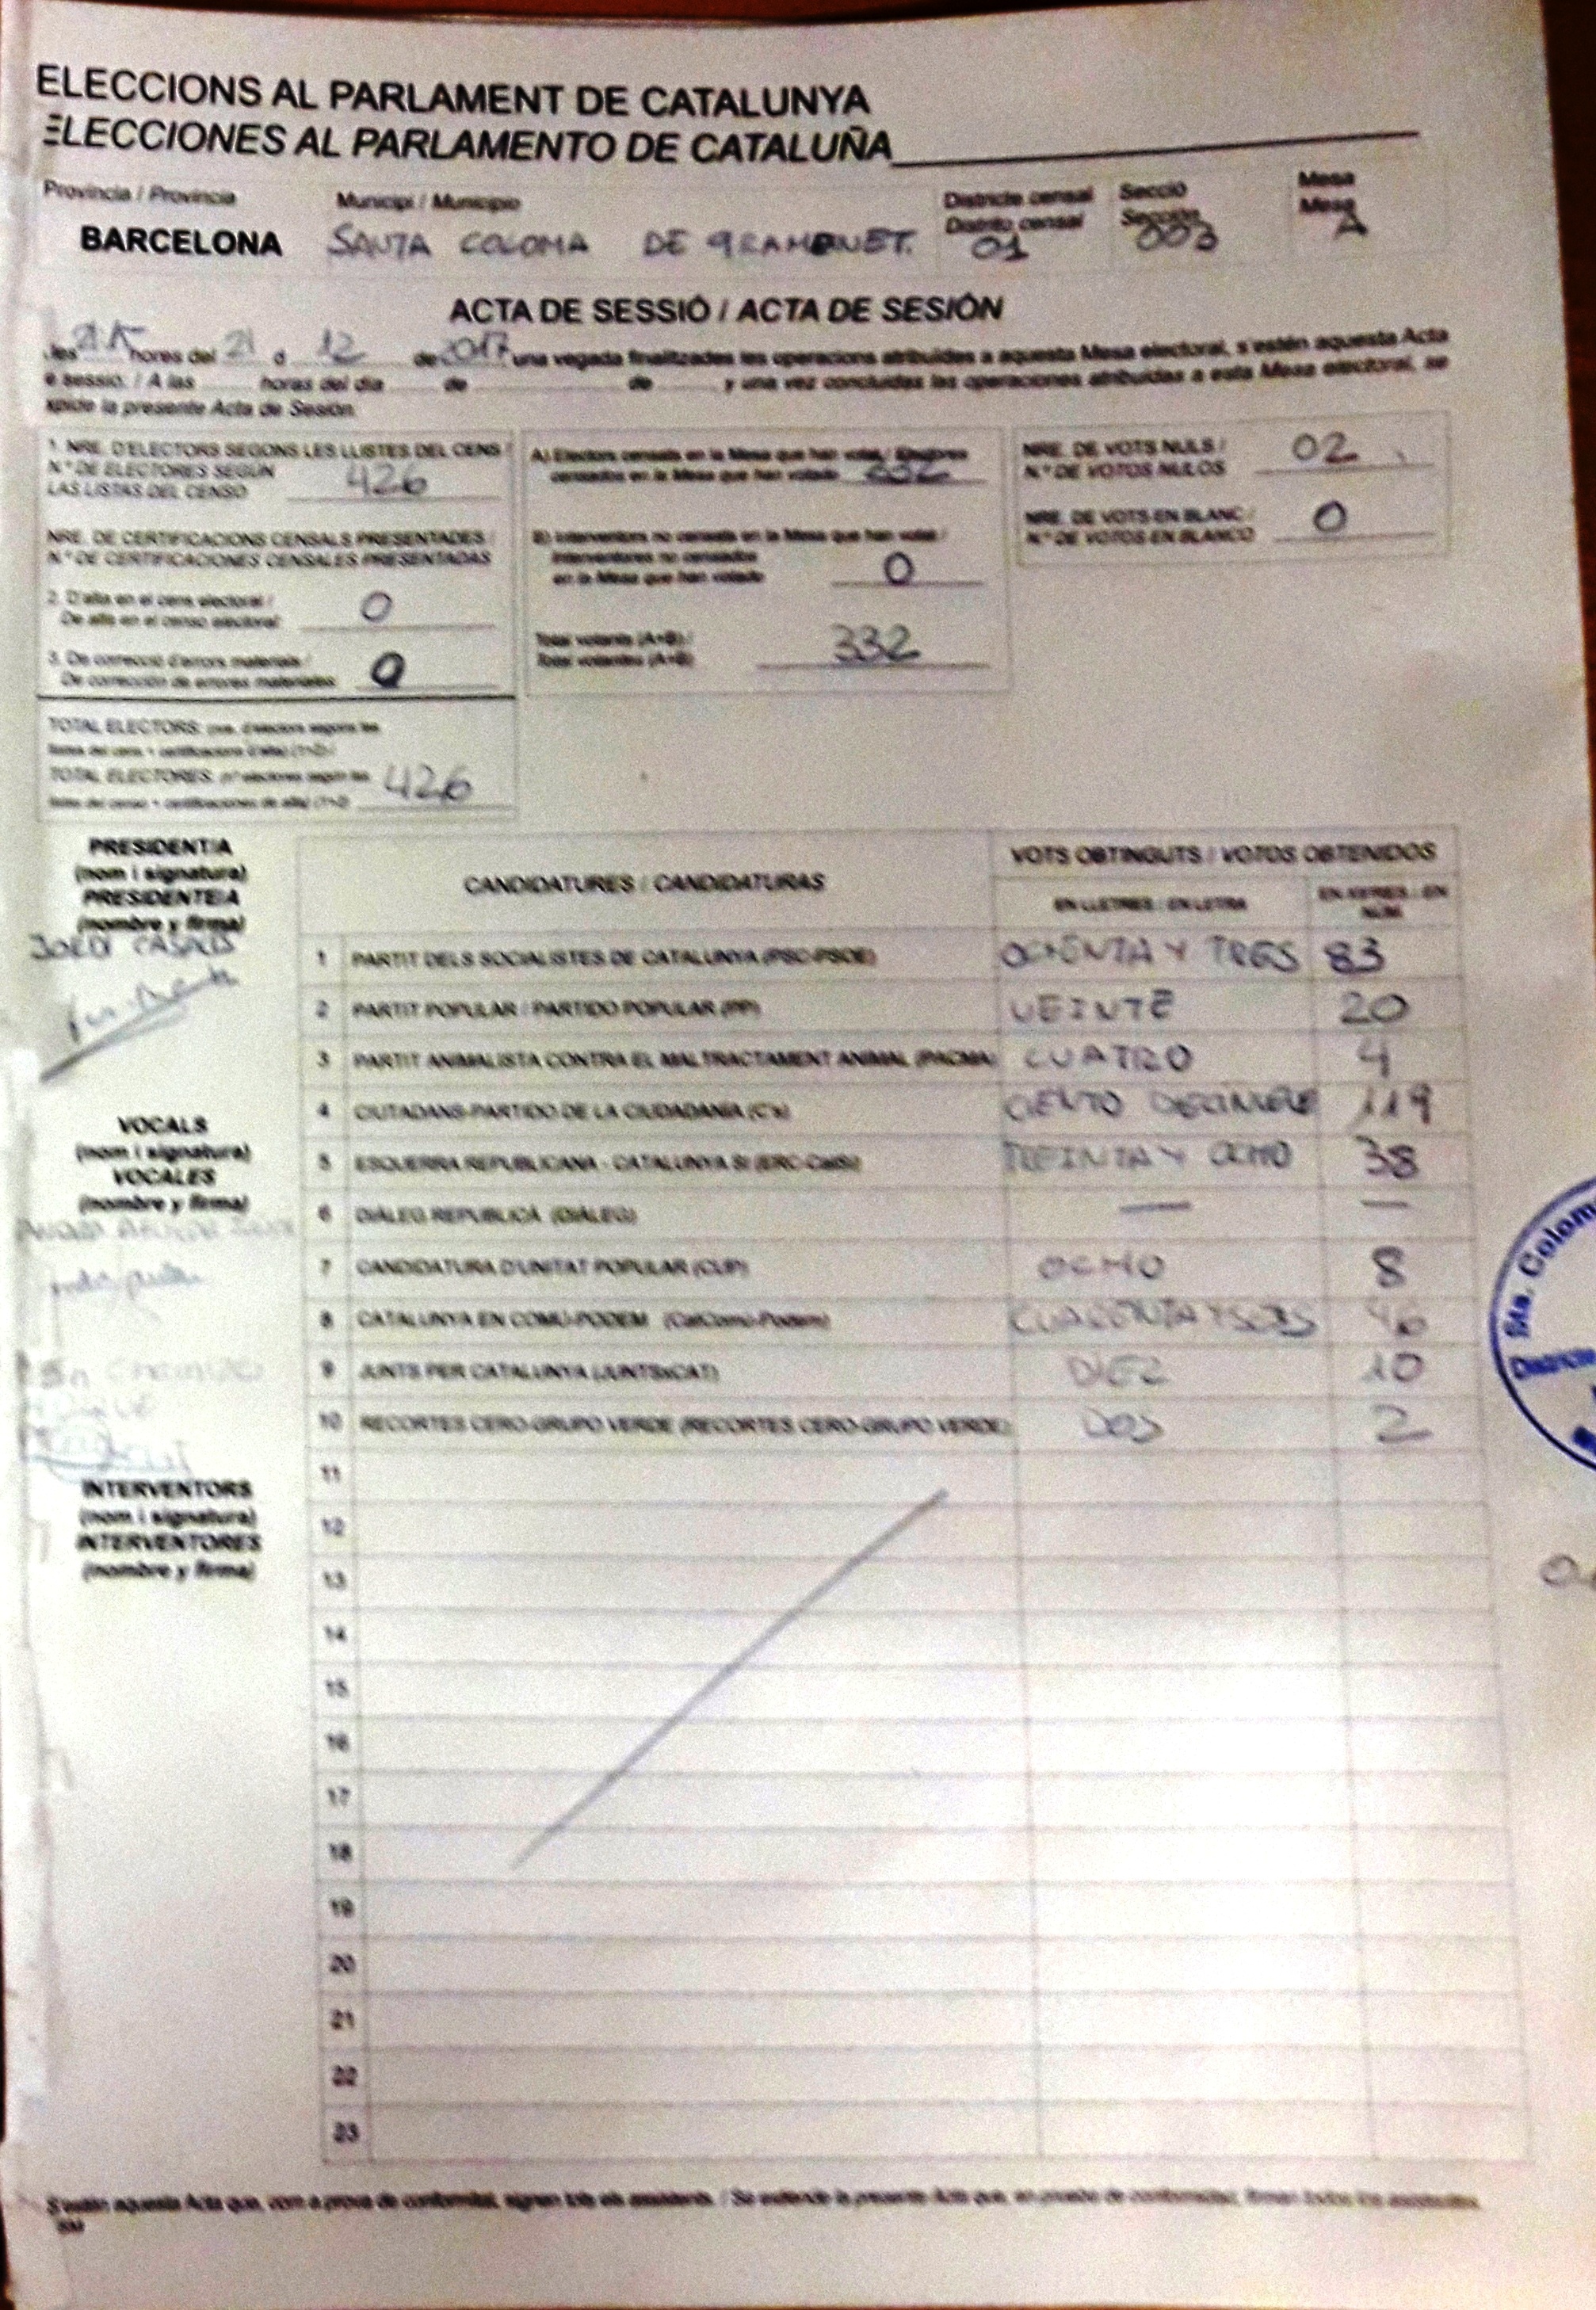 ELECCIONS AL PARLAMENT DE CATALUNYA
ELECCIONES AL PARLAMENTO DE CATALUÑA
Provincia / Provincia Municipi / Municipio Districte censal Secció Mesa
Distrito censal Sección Mesa
BARCELONA SANTA COLOMA DE GRAMENET. 01 003 A
ACTA DE SESSIÓ / ACTA DE SESIÓN
les hores del 21 d 12 de 2017 una vegada finalitzades les operacions atribuïdes a aquesta Mesa electoral, s'estén aquesta Acta
e sessio. / A las horas del día de de y una vez concluidas las operaciones atribuidas a esta Mesa electoral, se
xpide la presente Acta de Sesión.
1. NRE. D'ELECTORS SEGONS LES LLISTES DEL CENS /
N.º DE ELECTORES SEGÚN
LAS LISTAS DEL CENSO 426
NRE. DE CERTIFICACIONS CENSALS PRESENTADES /
N.º DE CERTIFICACIONES CENSALES PRESENTADAS
2. D'alta en el cens electoral /
De alta en el censo electoral 0
3. De correcció d'errors materials /
De corrección de errores materiales 0
TOTAL ELECTORS: (nre. d'electors segons les
llistes del cens + certificacions d'alta) (1+2) /
TOTAL ELECTORES: (nº electores según las
listas del censo + certificaciones de alta) (1+2) 426
A) Electors censats en la Mesa que han votat / Electores
censados en la Mesa que han votado 332
B) Interventors no censats en la Mesa que han votat /
Interventores no censados
en la Mesa que han votado 0
Total votants (A+B) /
Total votantes (A+B) 332
NRE. DE VOTS NULS /
N.º DE VOTOS NULOS 02
NRE. DE VOTS EN BLANC /
N.º DE VOTOS EN BLANCO 0
PRESIDENT/A
(nom i signatura)
PRESIDENTE/A
(nombre y firma)
JORDI
VOCALS
(nom i signatura)
VOCALES
(nombre y firma)
INTERVENTORS
(nom i signatura)
INTERVENTORES
(nombre y firma)
CANDIDATURES / CANDIDATURAS VOTS OBTINGUTS / VOTOS OBTENIDOS
EN LLETRES / EN LETRA EN XIFRES / EN NÚM.
1 PARTIT DELS SOCIALISTES DE CATALUNYA (PSC-PSOE) OCHENTA Y TRES 83
2 PARTIT POPULAR / PARTIDO POPULAR (PP) VEINTE 20
3 PARTIT ANIMALISTA CONTRA EL MALTRACTAMENT ANIMAL (PACMA) CUATRO 4
4 CIUTADANS-PARTIDO DE LA CIUDADANÍA (C's) CIENTO 119
5 ESQUERRA REPUBLICANA - CATALUNYA SÍ (ERC-CatSí) TREINTA Y OCHO 38
6 DIÀLEG REPUBLICÀ (DIÀLEG) — —
7 CANDIDATURA D'UNITAT POPULAR (CUP) OCHO 8
8 CATALUNYA EN COMÚ-PODEM (CatComú-Podem) CUARENTA Y SEIS 46
9 JUNTS PER CATALUNYA (JUNTSxCAT) DIEZ 10
10 RECORTES CERO-GRUPO VERDE (RECORTES CERO-GRUPO VERDE) DOS 2
11
12
13
14
15
16
17
18
19
20
21
22
23
Sta. Colom
Distric
S'estén aquesta Acta que, com a prova de conformitat, signen tots els assistents. / Se extiende la presente Acta que, en prueba de conformidad, firman todos los asistentes.